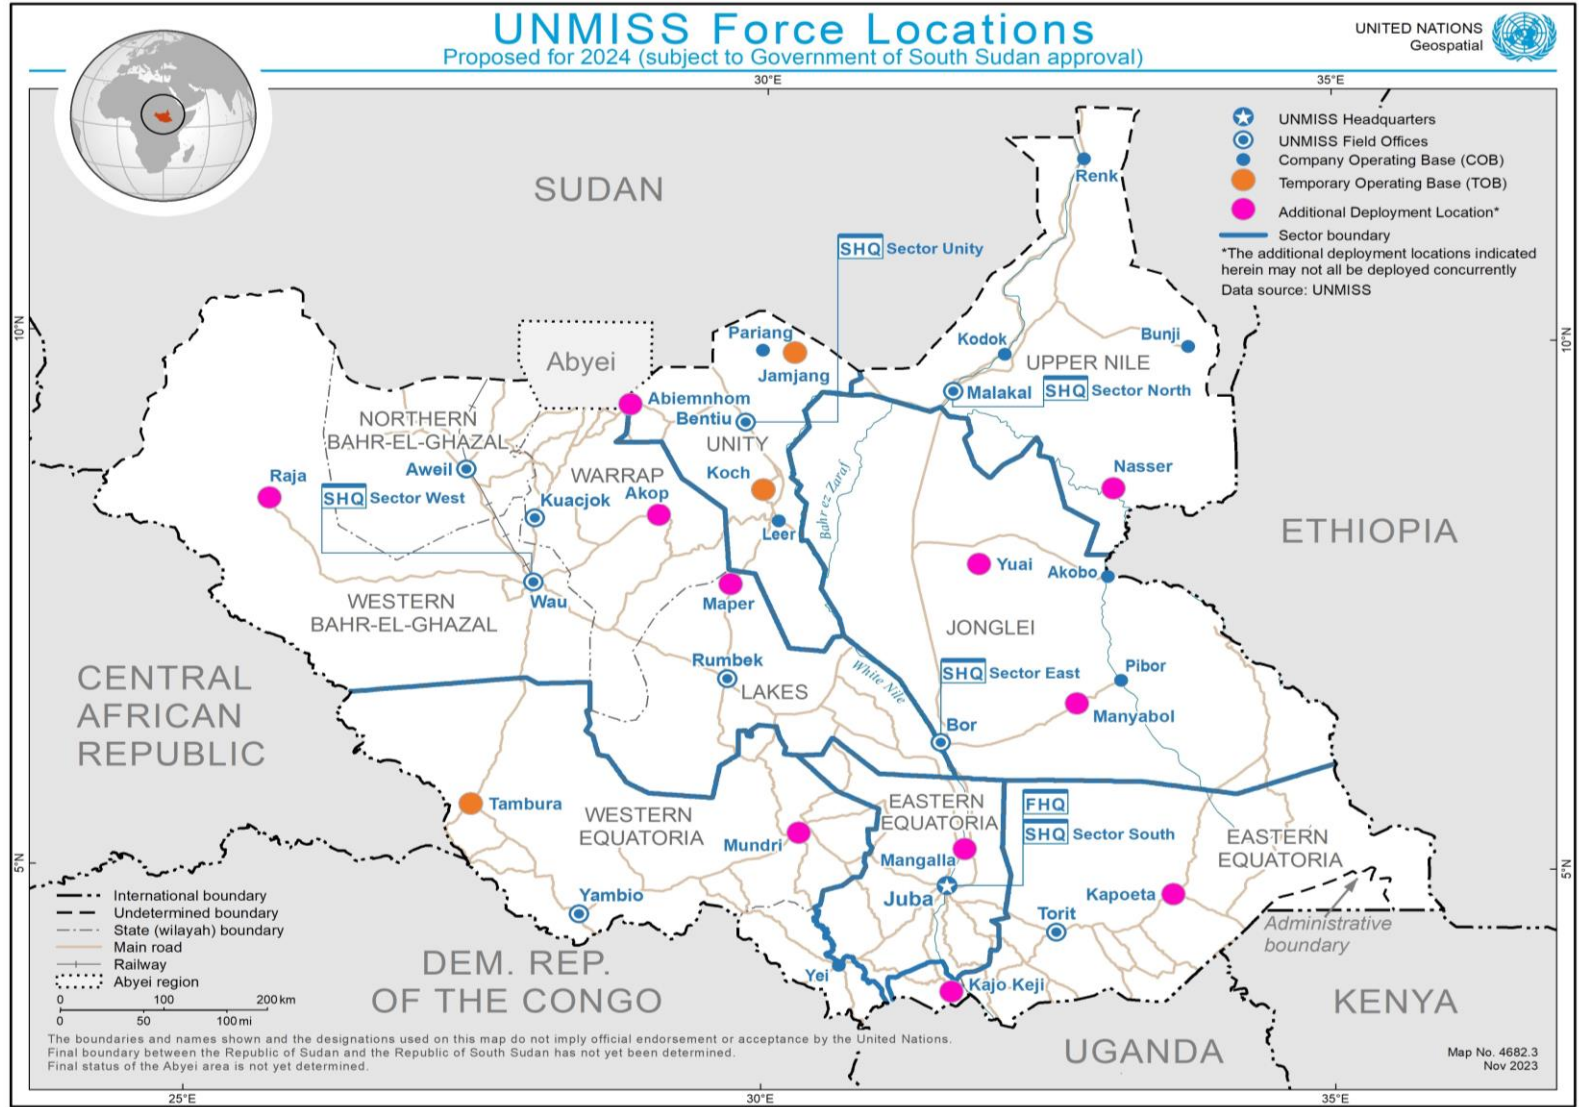 UNMISS Force Locations
Proposed for 2024 (subject to Government of South Sudan approval)
UNITED NATIONS
Geospatial
30°E
35°E
UNMISS Headquarters
UNMISS Field Offices
Company Operating Base (COB)
Temporary Operating Base (TOB)
Additional Deployment Location*
Sector boundary
*The additional deployment locations indicated
herein may not all be deployed concurrently
Data source: UNMISS
SUDAN
Renk
SHQ Sector Unity
10°N
10°N
Pariang
Jamjang
Kodok
Bunji
UPPER NILE
Abyei
Malakal
SHQ Sector North
Abiemnhom
Bentiu
UNITY
NORTHERN
BAHR-EL-GHAZAL
Aweil
WARRAP
Koch
Nasser
Raja
SHQ Sector West
Kuacjok
Akop
Leer
Bahr ez Zaraf
ETHIOPIA
Yuai
Akobo
Wau
Maper
WESTERN
BAHR-EL-GHAZAL
JONGLEI
CENTRAL
AFRICAN
REPUBLIC
Rumbek
LAKES
White Nile
SHQ Sector East
Pibor
Manyabol
Bor
Tambura
WESTERN
EQUATORIA
EASTERN
EQUATORIA
FHQ
SHQ Sector South
EASTERN
EQUATORIA
Mundri
Mangalla
Juba
Kapoeta
5°N
5°N
Yambio
Torit
Administrative
boundary
Yei
Kajo Keji
DEM. REP.
OF THE CONGO
KENYA
UGANDA
International boundary
Undetermined boundary
State (wilayah) boundary
Main road
Railway
Abyei region
0 100 200 km
0 50 100 mi
The boundaries and names shown and the designations used on this map do not imply official endorsement or acceptance by the United Nations.
Final boundary between the Republic of Sudan and the Republic of South Sudan has not yet been determined.
Final status of the Abyei area is not yet determined.
Map No. 4682.3
Nov 2023
25°E
30°E
35°E